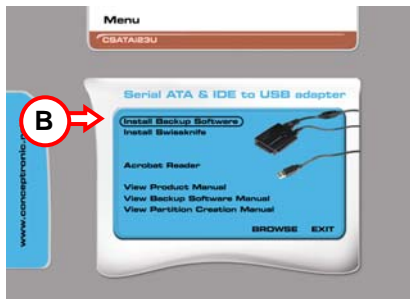 Menu
CSATAI23U
Serial ATA & IDE to USB adapter
B
Install Backup Software
Install Swissknife
Acrobat Reader
View Product Manual
View Backup Software Manual
View Partition Creation Manual
BROWSE EXIT
www.conceptronic.n